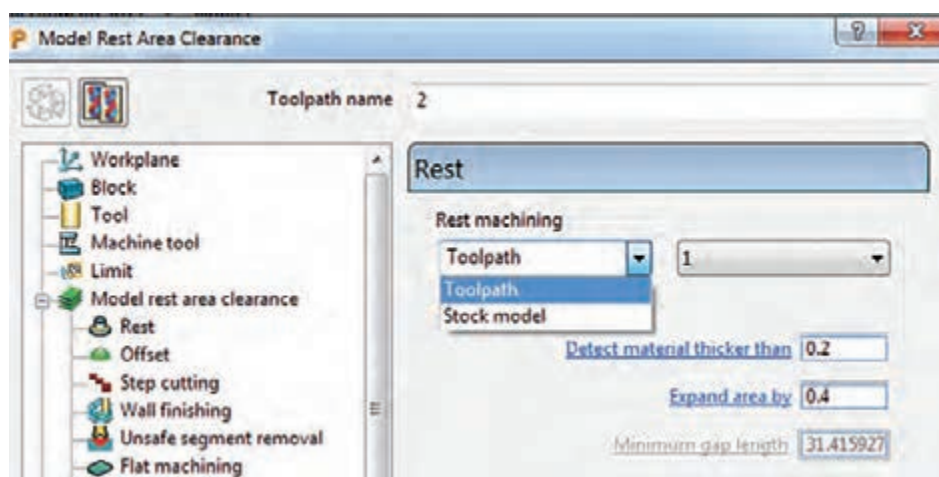 Model Rest Area Clearance
Toolpath name 2
Workplane
Block
Tool
Machine tool
Limit
Model rest area clearance
Rest
Offset
Step cutting
Wall finishing
Unsafe segment removal
Flat machining
Rest
Rest machining
Toolpath 1
Toolpath
Stock model
Detect material thicker than 0.2
Expand area by 0.4
Minimum gap length 31.415927